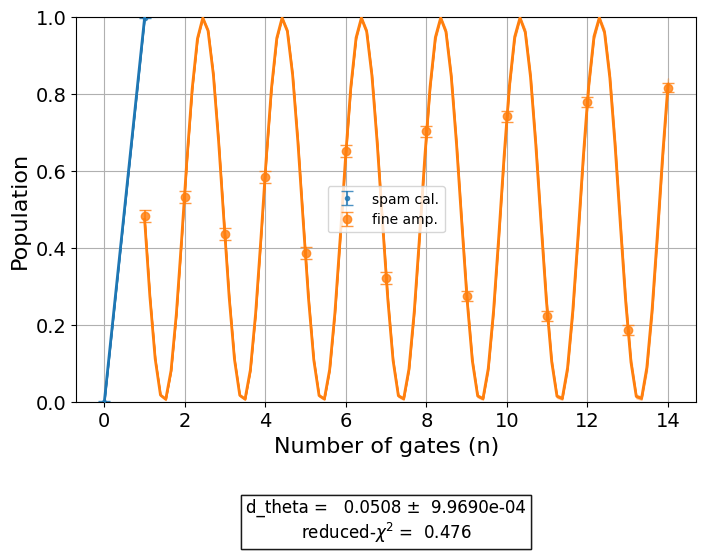 1.0
0.8
0.6
0.4
0.2
0.0
Population
spam cal.
fine amp.
0 2 4 6 8 10 12 14
Number of gates (n)
d_theta = 0.0508 ± 9.9690e-04
reduced-χ² = 0.476